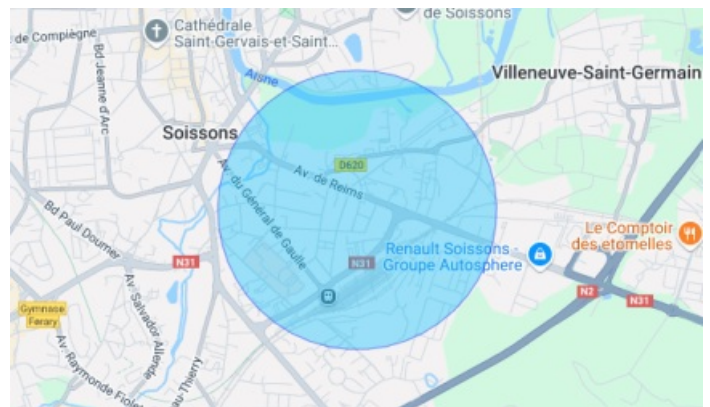 de Soissons
Cathédrale
Saint-Gervais-et-Saint...
de Compiègne
Bd Jeanne d'Arc
Aisne
Villeneuve-Saint-Germain
Soissons
D620
Av. de Reims
Av. du Général de Gaulle
Bd Paul Doumer
Le Comptoir
des etomelles
Renault Soissons -
Groupe Autosphere
N31
N31
Av. Salvador Allende
N2
N31
Gymnase
Ferary
Av. Raymonde Fiolet
au-Thierry